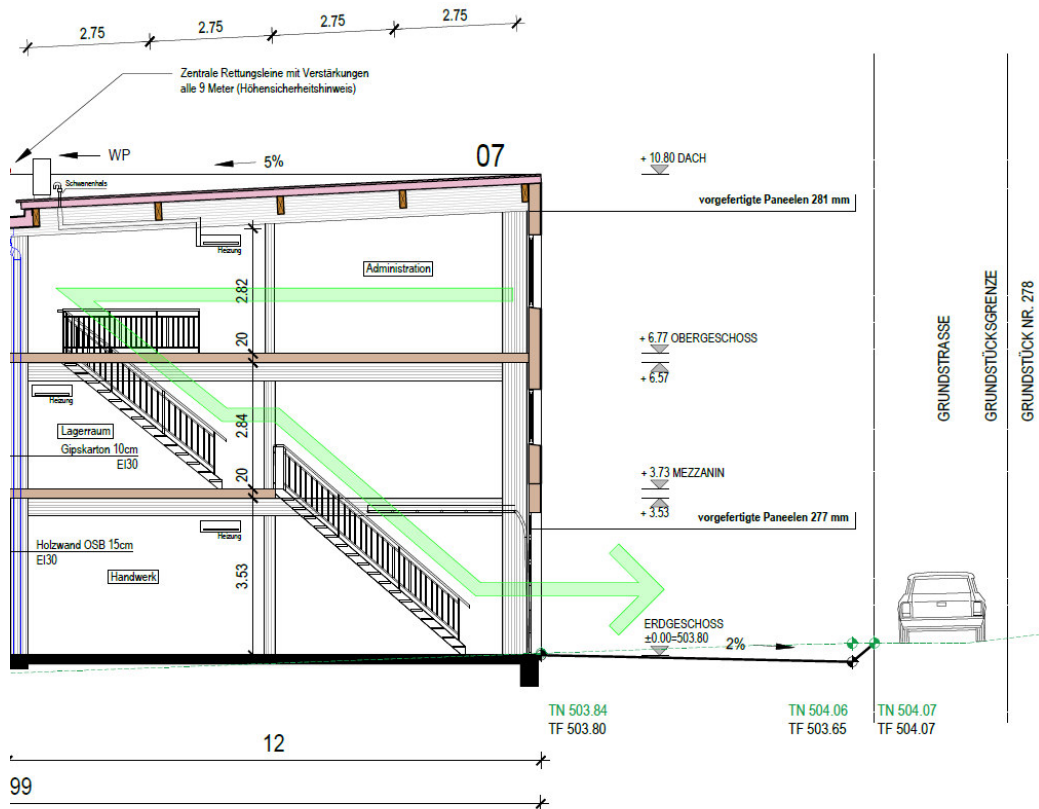 2.75
2.75
2.75
2.75
Zentrale Rettungsleine mit Verstärkungen
alle 9 Meter (Höhensicherheitshinweis)
WP
5%
07
+ 10.80 DACH
Schwanenhals
vorgefertigte Paneelen 281 mm
Heizung
Administration
2.82
20
+ 6.77 OBERGESCHOSS
+ 6.57
Heizung
Lagerraum
Gipskarton 10cm
EI30
2.84
20
+ 3.73 MEZZANIN
+ 3.53
vorgefertigte Paneelen 277 mm
Heizung
Holzwand OSB 15cm
EI30
Handwerk
3.53
ERDGESCHOSS
±0.00=503.80
2%
GRUNDSTRASSE
GRUNDSTÜCKSGRENZE
GRUNDSTÜCK NR. 278
TN 503.84
TF 503.80
TN 504.06
TF 503.65
TN 504.07
TF 504.07
12
99